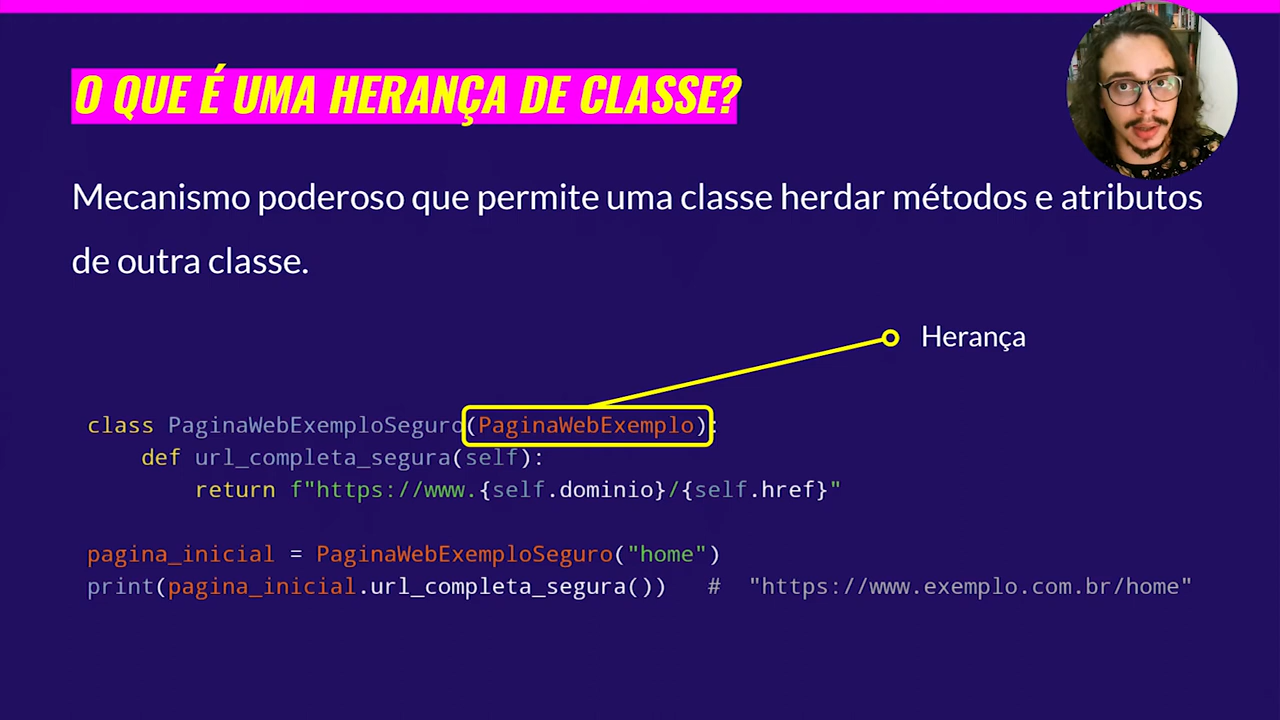 O QUE É UMA HERANÇA DE CLASSE?
Mecanismo poderoso que permite uma classe herdar métodos e atributos
de outra classe.
Herança
class PaginaWebExemploSeguro(PaginaWebExemplo):
    def url_completa_segura(self):
        return f"https://www.{self.dominio}/{self.href}"
pagina_inicial = PaginaWebExemploSeguro("home")
print(pagina_inicial.url_completa_segura())   #  "https://www.exemplo.com.br/home"